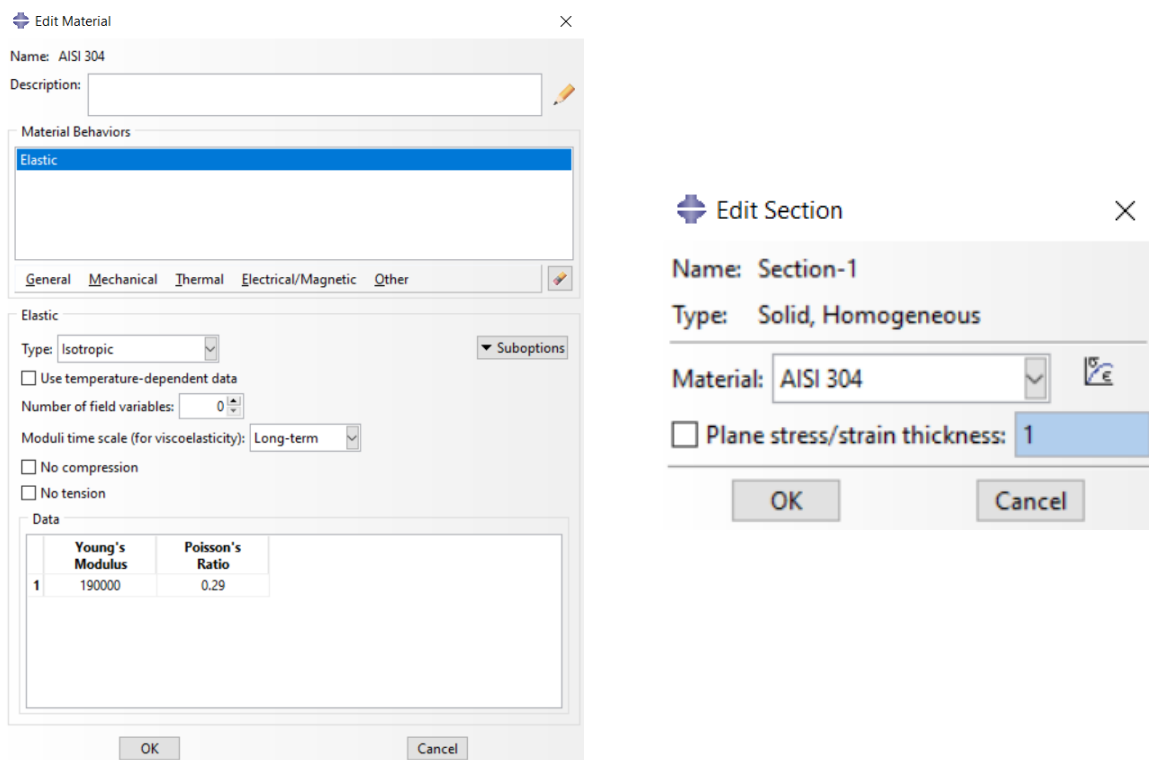 Edit Material
Name: AISI 304
Description:
Material Behaviors
Elastic
General Mechanical Thermal Electrical/Magnetic Other
Elastic
Type: Isotropic
Suboptions
Use temperature-dependent data
Number of field variables: 0
Moduli time scale (for viscoelasticity): Long-term
No compression
No tension
Data
Young's Poisson's
Modulus Ratio
1 190000 0.29
OK Cancel
Edit Section
Name: Section-1
Type: Solid, Homogeneous
Material: AISI 304
σ
ε
Plane stress/strain thickness: 1
OK Cancel